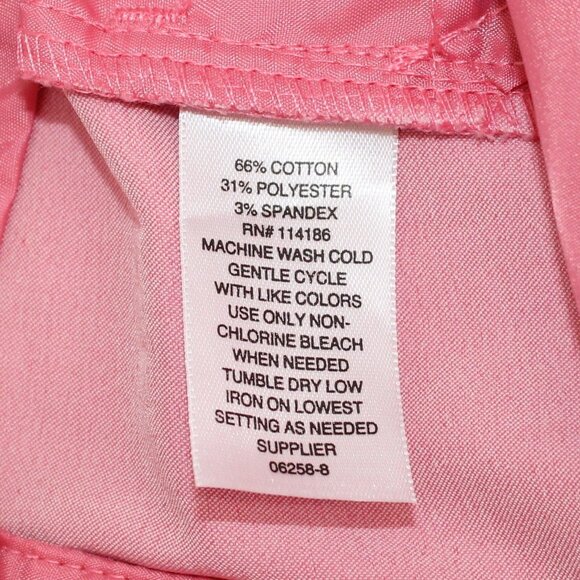 66% COTTON
31% POLYESTER
3% SPANDEX
RN# 114186
MACHINE WASH COLD
GENTLE CYCLE
WITH LIKE COLORS
USE ONLY NON-
CHLORINE BLEACH
WHEN NEEDED
TUMBLE DRY LOW
IRON ON LOWEST
SETTING AS NEEDED
SUPPLIER
06258-8